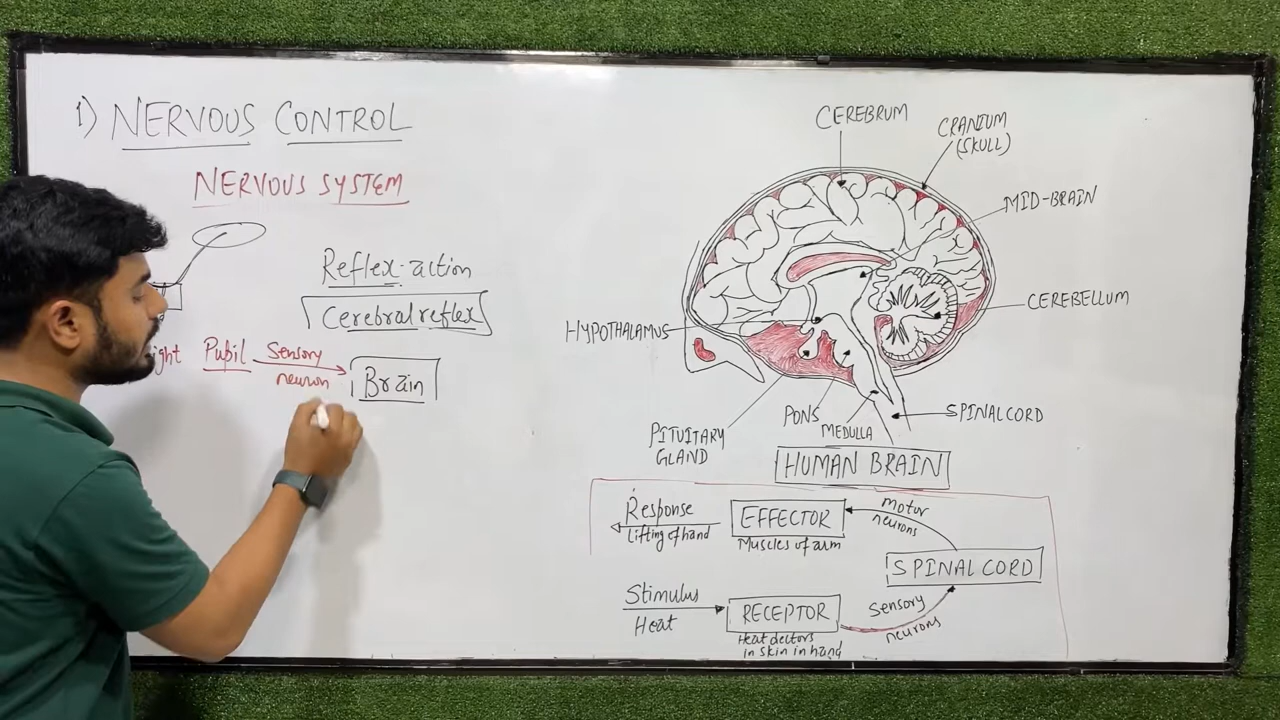 1) NERVOUS CONTROL
NERVOUS SYSTEM
Reflex-action
Cerebral reflex
ight Pupil Sensory neuron Brain
CEREBRUM
CRANIUM
(SKULL)
MID-BRAIN
CEREBELLUM
HYPOTHALAMUS
SPINALCORD
PONS
MEDULLA
PITUITARY
GLAND
HUMAN BRAIN
Response
Lifting of hand
EFFECTOR
Muscles of arm
motor
neurons
SPINAL CORD
Stimulus
Heat
RECEPTOR
Heat dectors
in skin in hand
Sensory
neurons